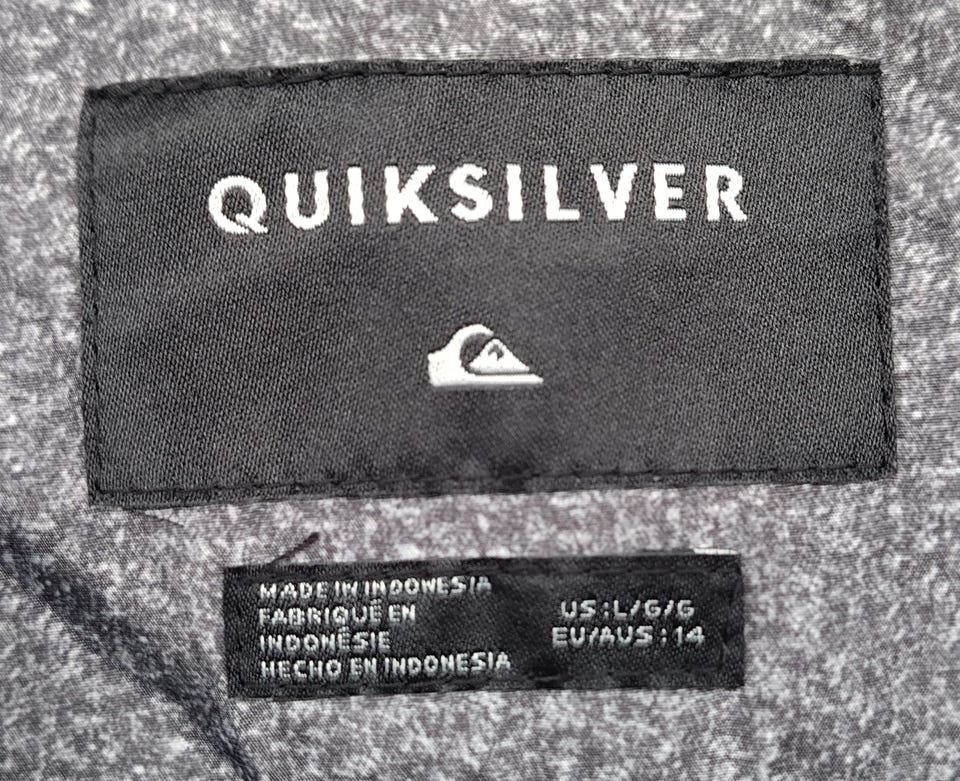 QUIKSILVER
MADE IN INDONESIA
FABRIQUÉ EN
INDONÉSIE
HECHO EN INDONESIA
US:L/G/G
EU/AUS:14